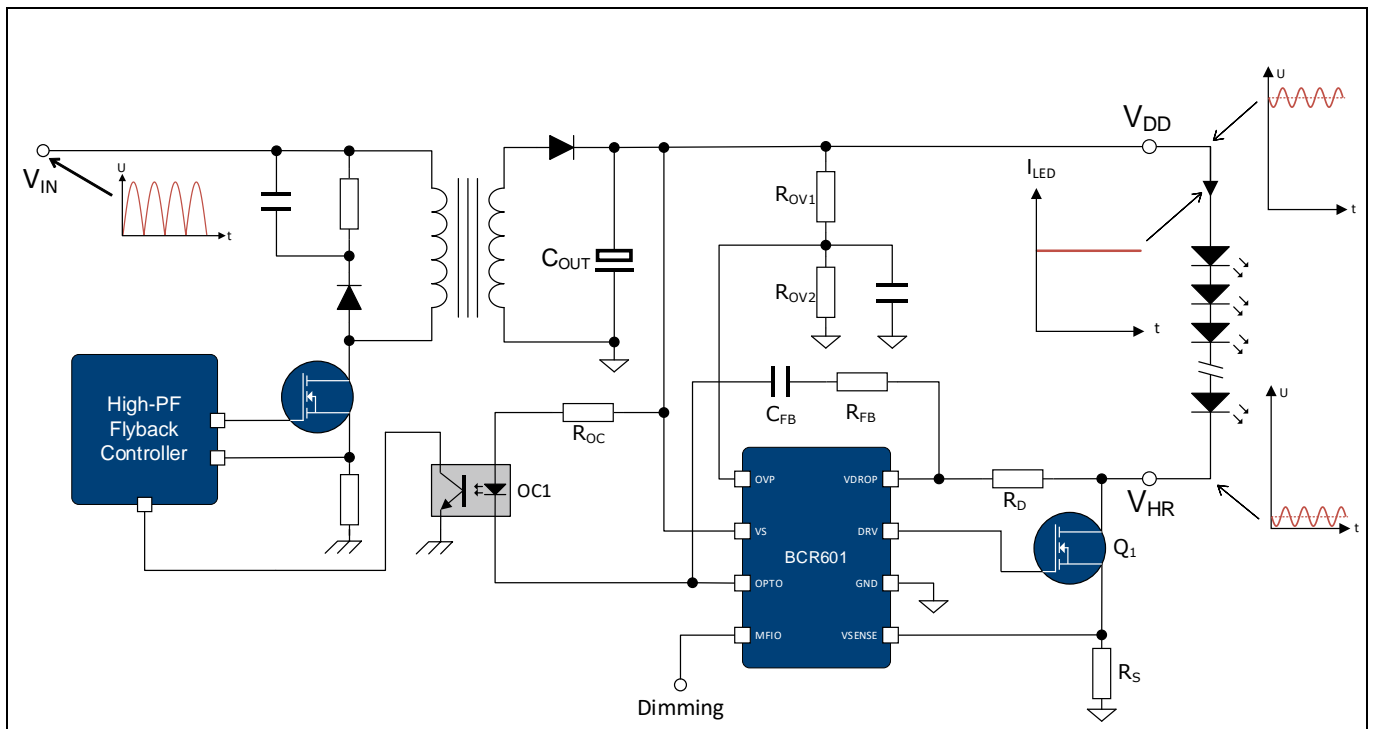 U
V_DD
I_LED
t
V_IN
U
t
R_OV1
C_OUT
R_OV2
t
High-PF
Flyback
Controller
C_FB
R_FB
R_OC
OC1
U
t
OVP
VDROP
R_D
V_HR
VS
DRV
BCR601
Q_1
OPTO
GND
MFIO
VSENSE
R_S
Dimming